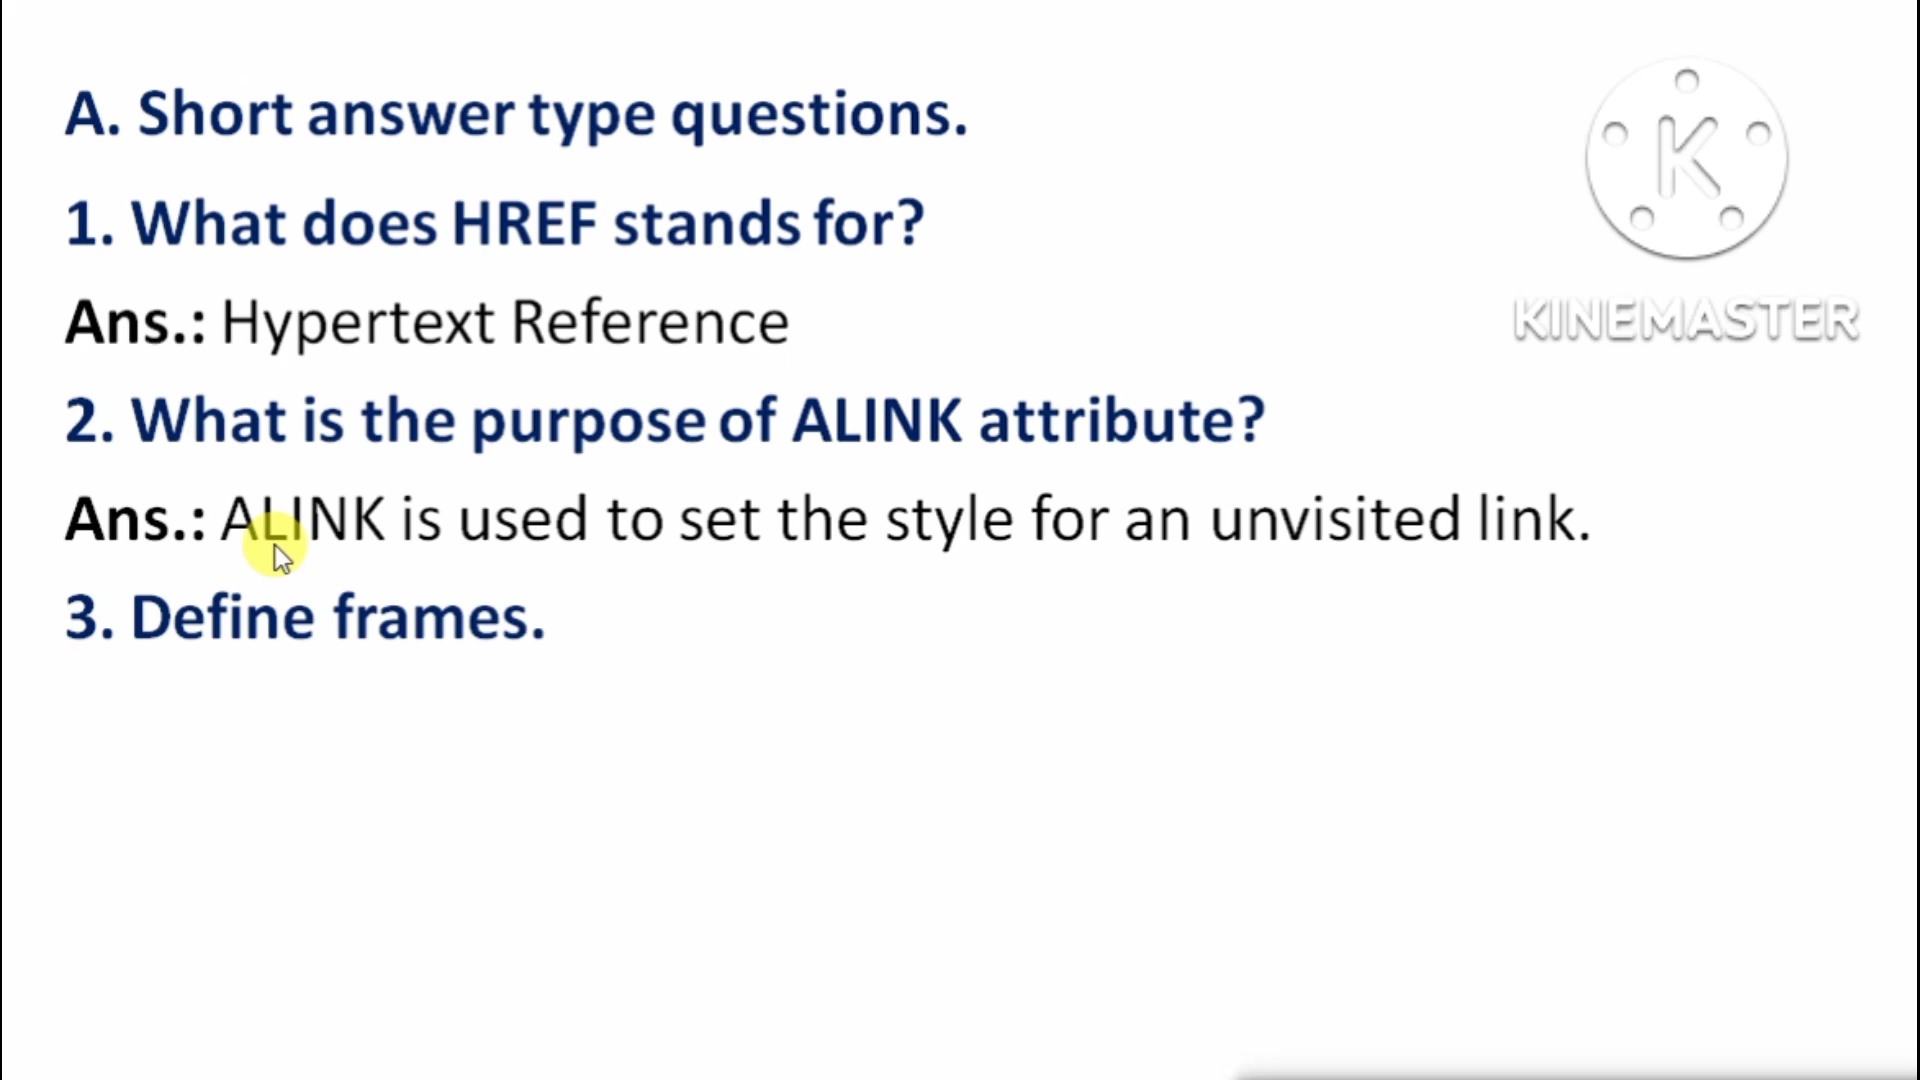 A. Short answer type questions.
1. What does HREF stands for?
Ans.: Hypertext Reference
2. What is the purpose of ALINK attribute?
Ans.: ALINK is used to set the style for an unvisited link.
3. Define frames.
K
KINEMASTER